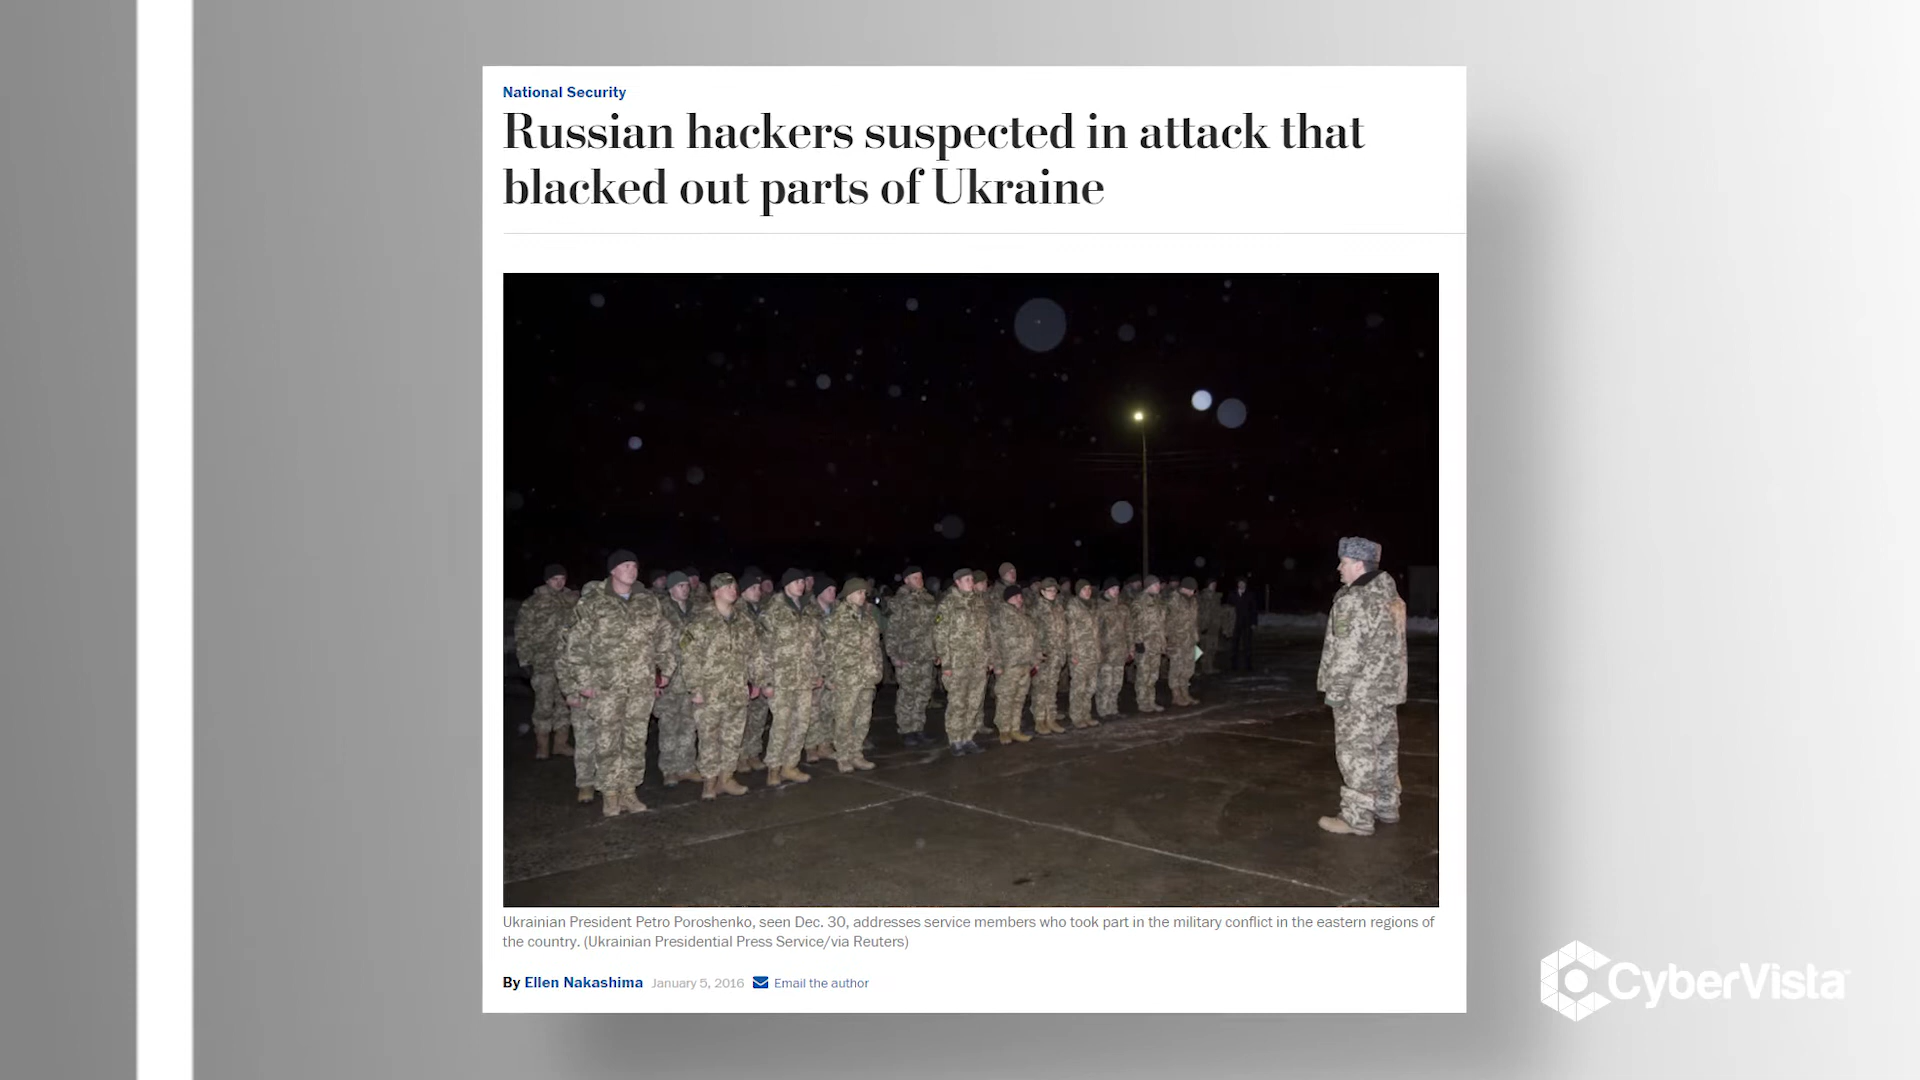 National Security
Russian hackers suspected in attack that
blacked out parts of Ukraine
Ukrainian President Petro Poroshenko, seen Dec. 30, addresses service members who took part in the military conflict in the eastern regions of
the country. (Ukrainian Presidential Press Service/via Reuters)
By Ellen Nakashima January 5, 2016 Email the author
CyberVista